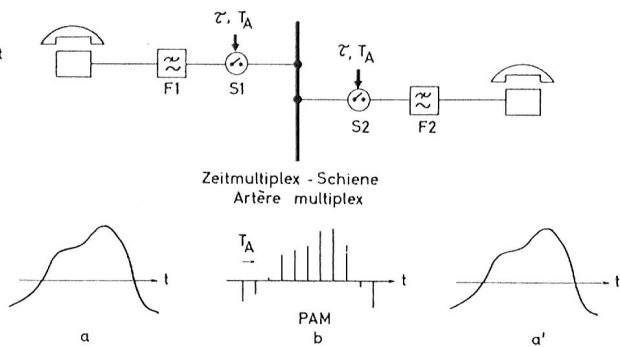 t
τ, T_A
τ, T_A
F1
S1
S2
F2
Zeitmultiplex - Schiene
Artère multiplex
T_A
t
t
t
PAM
a
b
a'